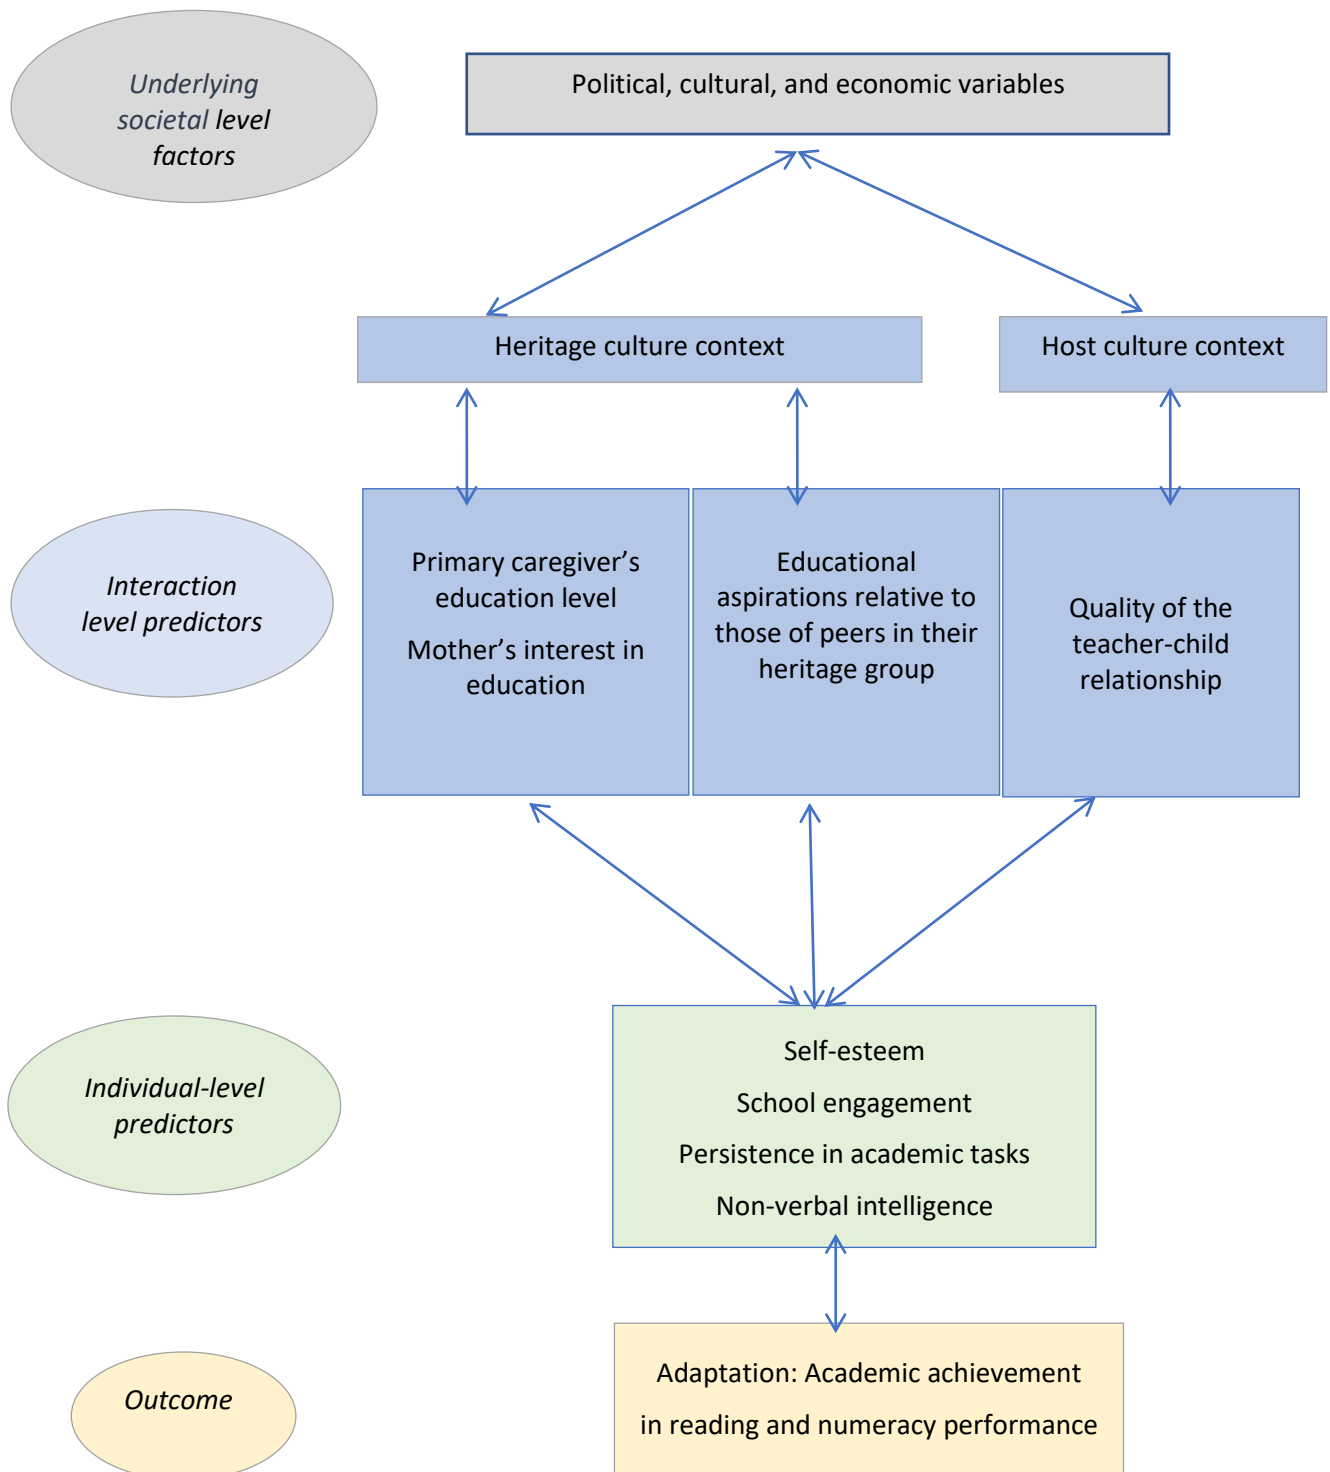 Underlying
societal level
factors
Political, cultural, and economic variables
Heritage culture context
Host culture context
Interaction
level predictors
Primary caregiver’s
education level
Mother’s interest in
education
Educational
aspirations relative to
those of peers in their
heritage group
Quality of the
teacher-child
relationship
Individual-level
predictors
Self-esteem
School engagement
Persistence in academic tasks
Non-verbal intelligence
Outcome
Adaptation: Academic achievement
in reading and numeracy performance